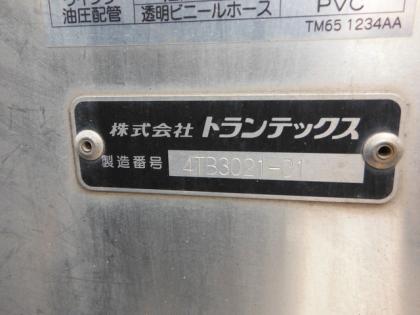 油圧配管 透明ビニールホース PVC
TM65 1234AA
株式会社 トランテックス
製造番号 4TB3021-01